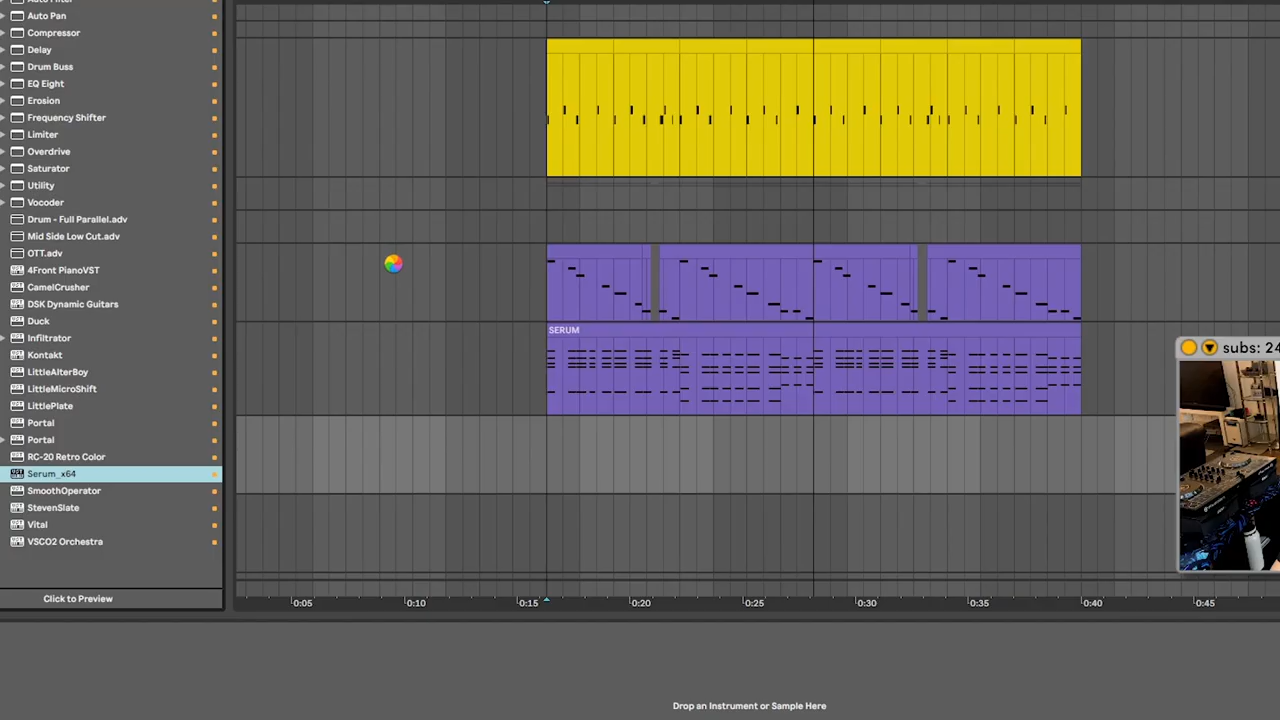 Auto Pan
Compressor
Delay
Drum Buss
EQ Eight
Erosion
Frequency Shifter
Limiter
Overdrive
Saturator
Utility
Vocoder
Drum - Full Parallel.adv
Mid Side Low Cut.adv
OTT.adv
4Front PianoVST
CamelCrusher
DSK Dynamic Guitars
Duck
Infiltrator
Kontakt
LittleAlterBoy
LittleMicroShift
LittlePlate
Portal
Portal
RC-20 Retro Color
Serum_x64
SmoothOperator
StevenSlate
Vital
VSCO2 Orchestra
Click to Preview
SERUM
subs: 24
0:05 0:10 0:15 0:20 0:25 0:30 0:35 0:40 0:45
Drop an Instrument or Sample Here